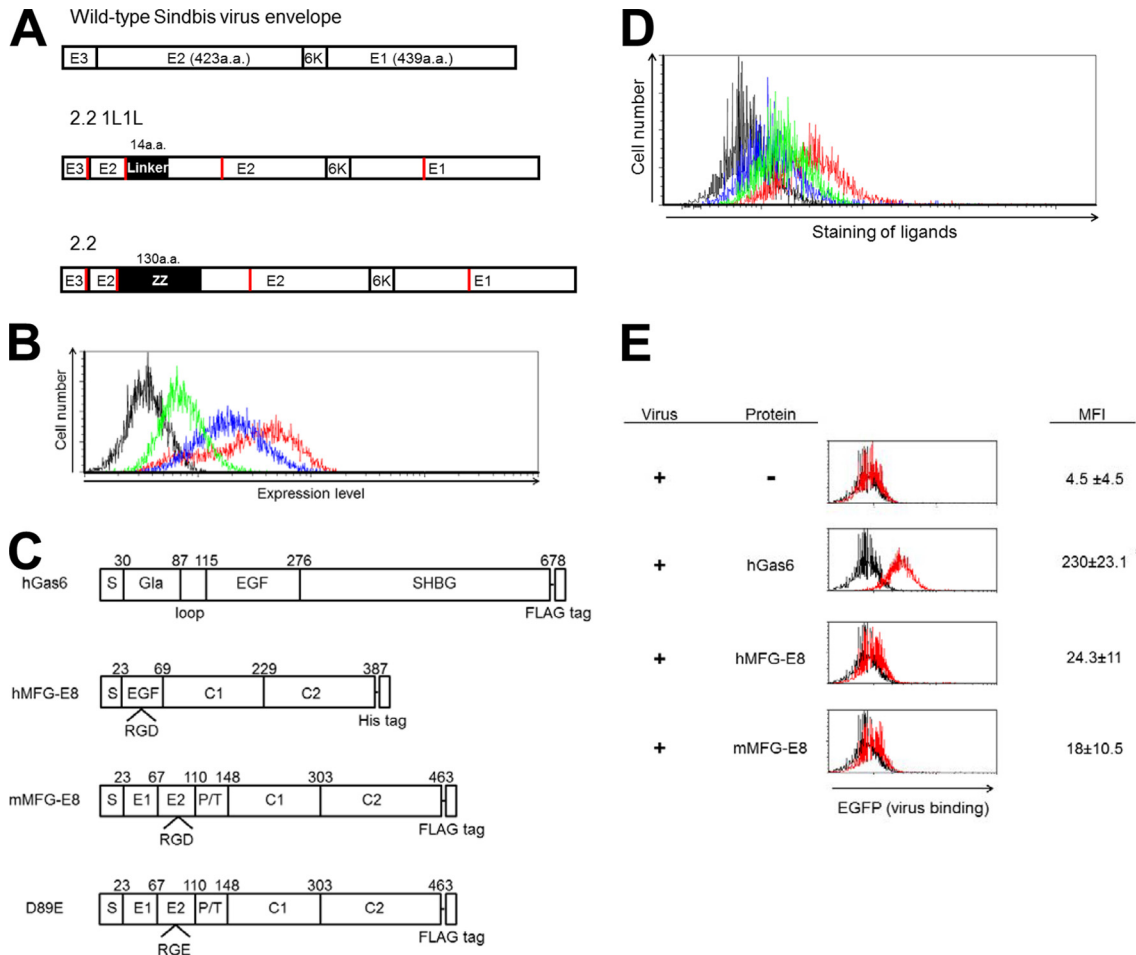 A
Wild-type Sindbis virus envelope
E3 E2 (423a.a.) 6K E1 (439a.a.)
2.2 1L1L
14a.a.
E3 E2 Linker E2 6K E1
2.2
130a.a.
E3 E2 ZZ E2 6K E1
B
Cell number
Expression level
C
30 87 115 276 678
hGas6 S Gla EGF SHBG
loop FLAG tag
23 69 229 387
hMFG-E8 S EGF C1 C2
His tag
RGD
23 67 110 148 303 463
mMFG-E8 S E1 E2 P/T C1 C2
FLAG tag
RGD
23 67 110 148 303 463
D89E S E1 E2 P/T C1 C2
FLAG tag
RGE
D
Cell number
Staining of ligands
E
Virus Protein MFI
+ - 4.5 ±4.5
+ hGas6 230±23.1
+ hMFG-E8 24.3±11
+ mMFG-E8 18±10.5
EGFP (virus binding)